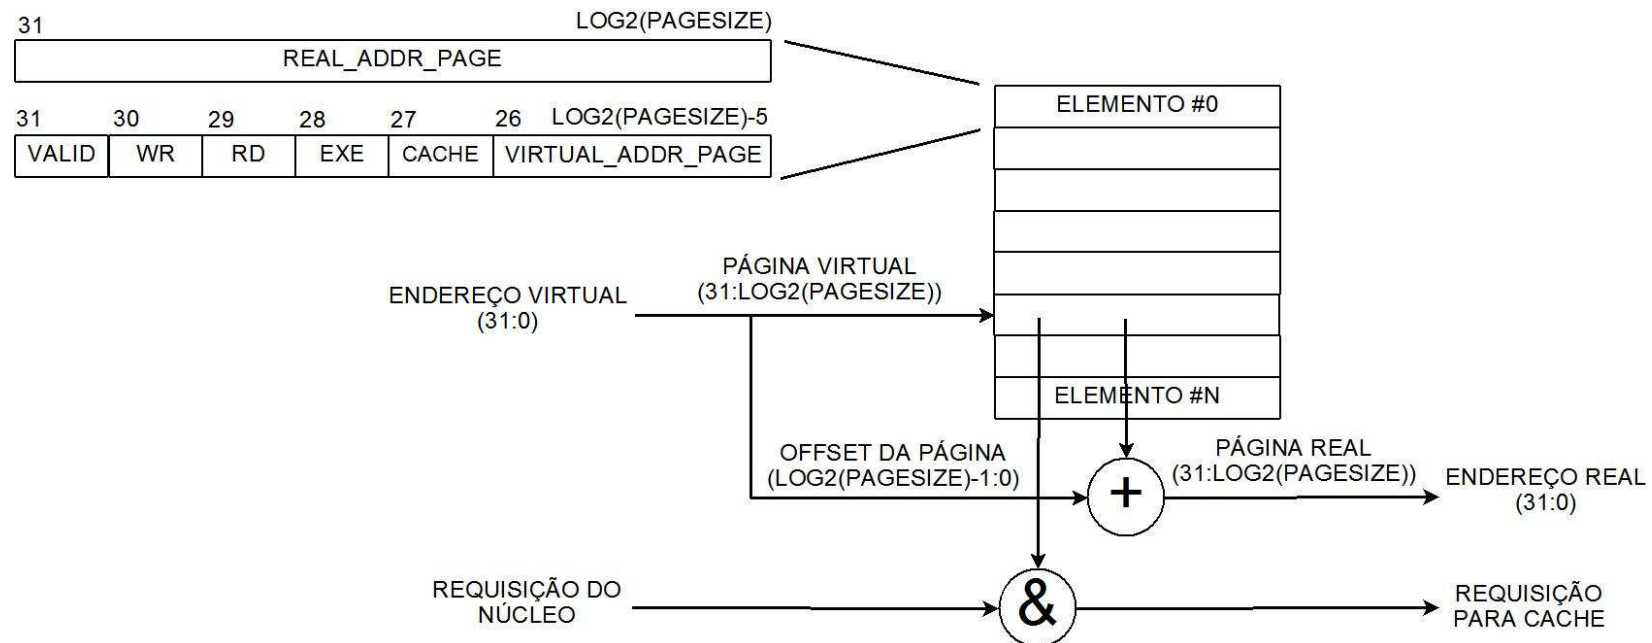 31 LOG2(PAGESIZE)
REAL_ADDR_PAGE
31 30 29 28 27 26 LOG2(PAGESIZE)-5
VALID WR RD EXE CACHE VIRTUAL_ADDR_PAGE
ELEMENTO #0
ENDEREÇO VIRTUAL
(31:0)
PÁGINA VIRTUAL
(31:LOG2(PAGESIZE))
ELEMENTO #N
OFFSET DA PÁGINA
(LOG2(PAGESIZE)-1:0)
+
PÁGINA REAL
(31:LOG2(PAGESIZE))
ENDEREÇO REAL
(31:0)
REQUISIÇÃO DO
NÚCLEO
&
REQUISIÇÃO
PARA CACHE